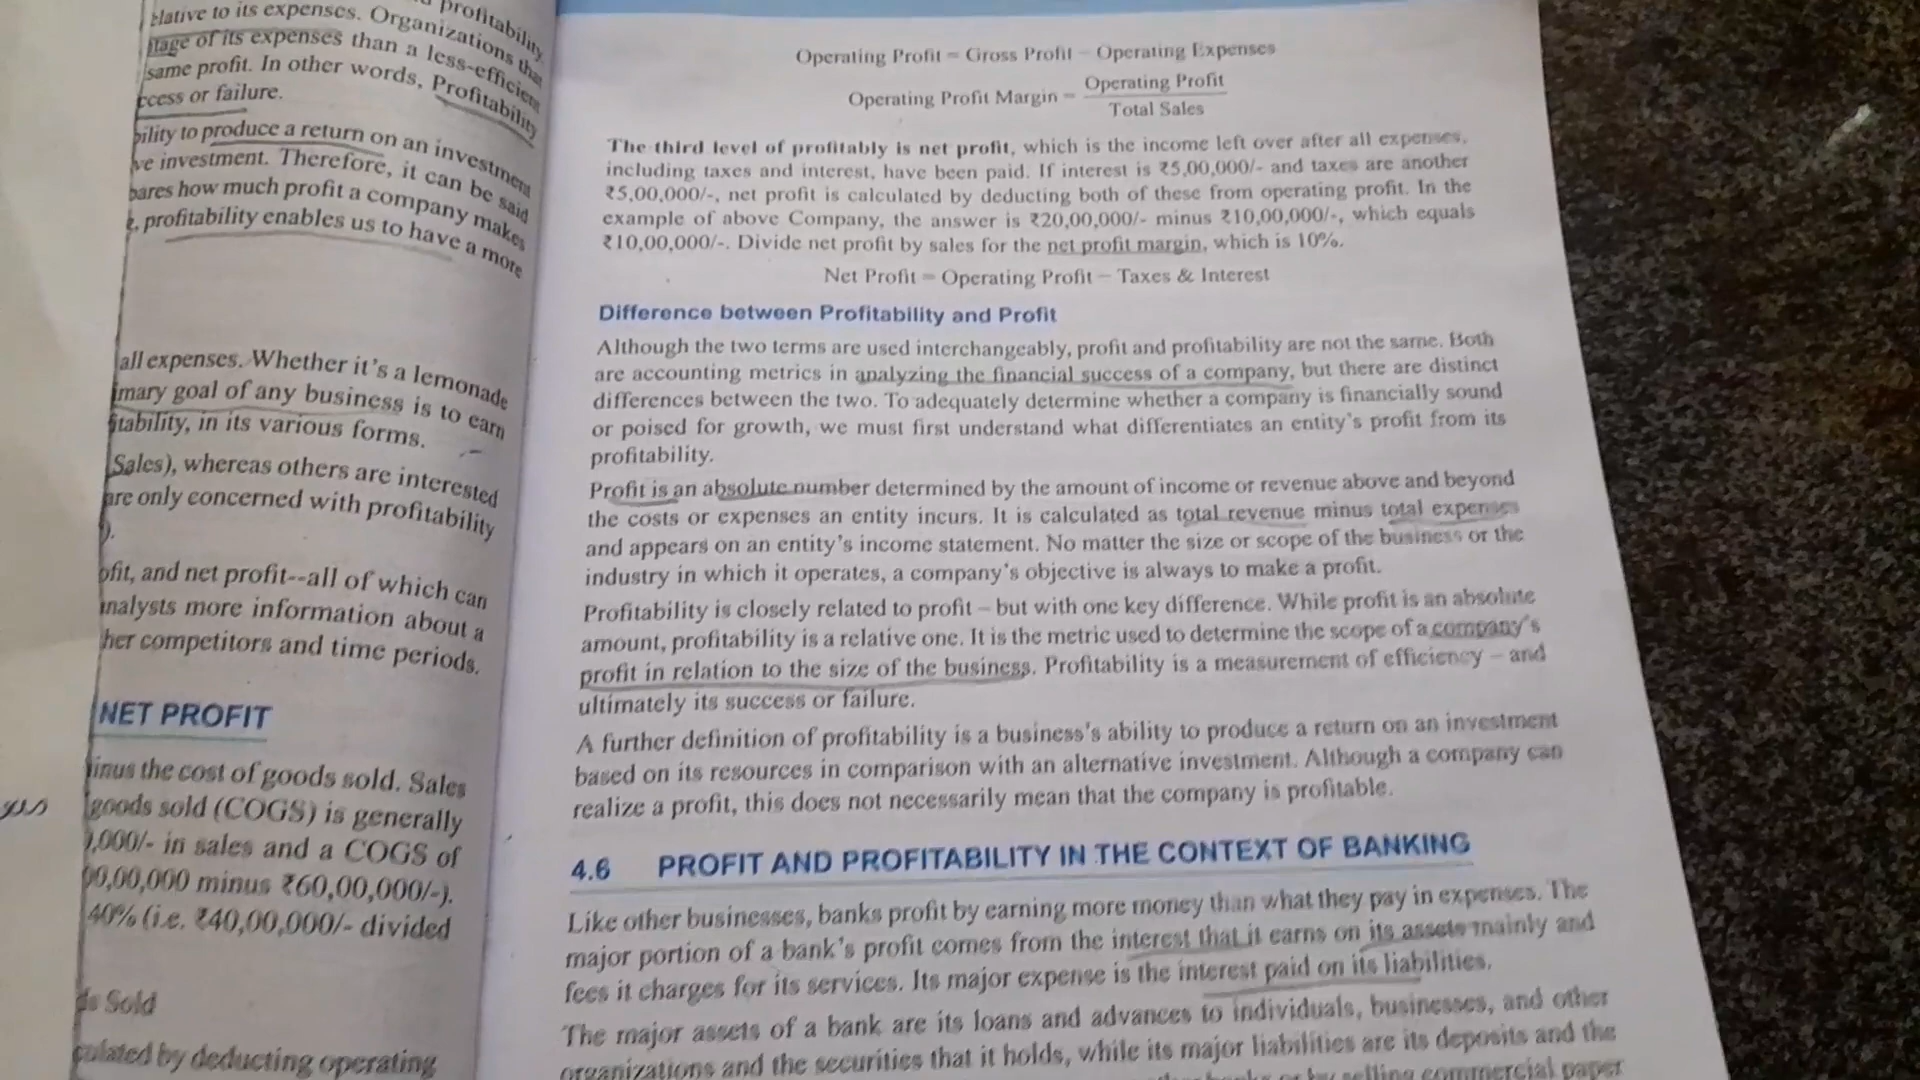 profitability
elative to its expenses. Organizations that
tage of its expenses than a less-efficient
same profit. In other words, Profitability
ccess or failure.
bility to produce a return on an investment
ve investment. Therefore, it can be said
pares how much profit a company makes
, profitability enables us to have a more
all expenses. Whether it's a lemonade
imary goal of any business is to earn
fitability, in its various forms.
Sales), whereas others are interested
are only concerned with profitability
).
ofit, and net profit--all of which can
analysts more information about a
her competitors and time periods.
NET PROFIT
inus the cost of goods sold. Sales
goods sold (COGS) is generally
,000/- in sales and a COGS of
00,00,000 minus ₹60,00,000/-).
40% (i.e. ₹40,00,000/- divided
ds Sold
culated by deducting operating
Operating Profit = Gross Profit – Operating Expenses
Operating Profit Margin = Operating Profit
Total Sales
The third level of profitably is net profit, which is the income left over after all expenses,
including taxes and interest, have been paid. If interest is ₹5,00,000/- and taxes are another
₹5,00,000/-, net profit is calculated by deducting both of these from operating profit. In the
example of above Company, the answer is ₹20,00,000/- minus ₹10,00,000/-, which equals
₹10,00,000/-. Divide net profit by sales for the net profit margin, which is 10%.
Net Profit = Operating Profit – Taxes & Interest
Difference between Profitability and Profit
Although the two terms are used interchangeably, profit and profitability are not the same. Both
are accounting metrics in analyzing the financial success of a company, but there are distinct
differences between the two. To adequately determine whether a company is financially sound
or poised for growth, we must first understand what differentiates an entity's profit from its
profitability.
Profit is an absolute number determined by the amount of income or revenue above and beyond
the costs or expenses an entity incurs. It is calculated as total revenue minus total expenses
and appears on an entity's income statement. No matter the size or scope of the business or the
industry in which it operates, a company's objective is always to make a profit.
Profitability is closely related to profit – but with one key difference. While profit is an absolute
amount, profitability is a relative one. It is the metric used to determine the scope of a company's
profit in relation to the size of the business. Profitability is a measurement of efficiency – and
ultimately its success or failure.
A further definition of profitability is a business's ability to produce a return on an investment
based on its resources in comparison with an alternative investment. Although a company can
realize a profit, this does not necessarily mean that the company is profitable.
4.6 PROFIT AND PROFITABILITY IN THE CONTEXT OF BANKING
Like other businesses, banks profit by earning more money than what they pay in expenses. The
major portion of a bank's profit comes from the interest that it earns on its assets mainly and
fees it charges for its services. Its major expense is the interest paid on its liabilities.
The major assets of a bank are its loans and advances to individuals, businesses, and other
organizations and the securities that it holds, while its major liabilities are its deposits and the
or by selling commercial paper